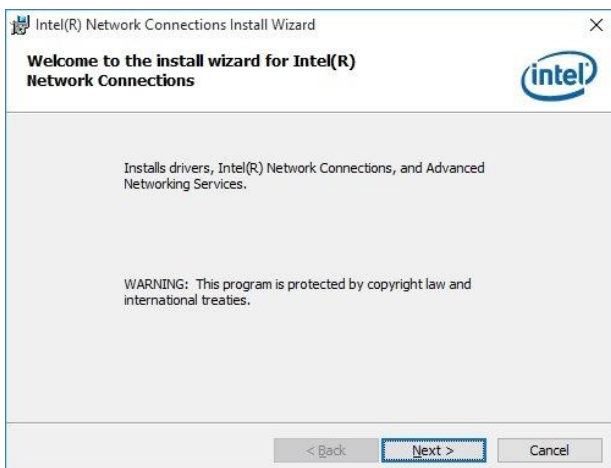 Intel(R) Network Connections Install Wizard
Welcome to the install wizard for Intel(R)
Network Connections
intel
Installs drivers, Intel(R) Network Connections, and Advanced
Networking Services.
WARNING: This program is protected by copyright law and
international treaties.
< Back
Next >
Cancel